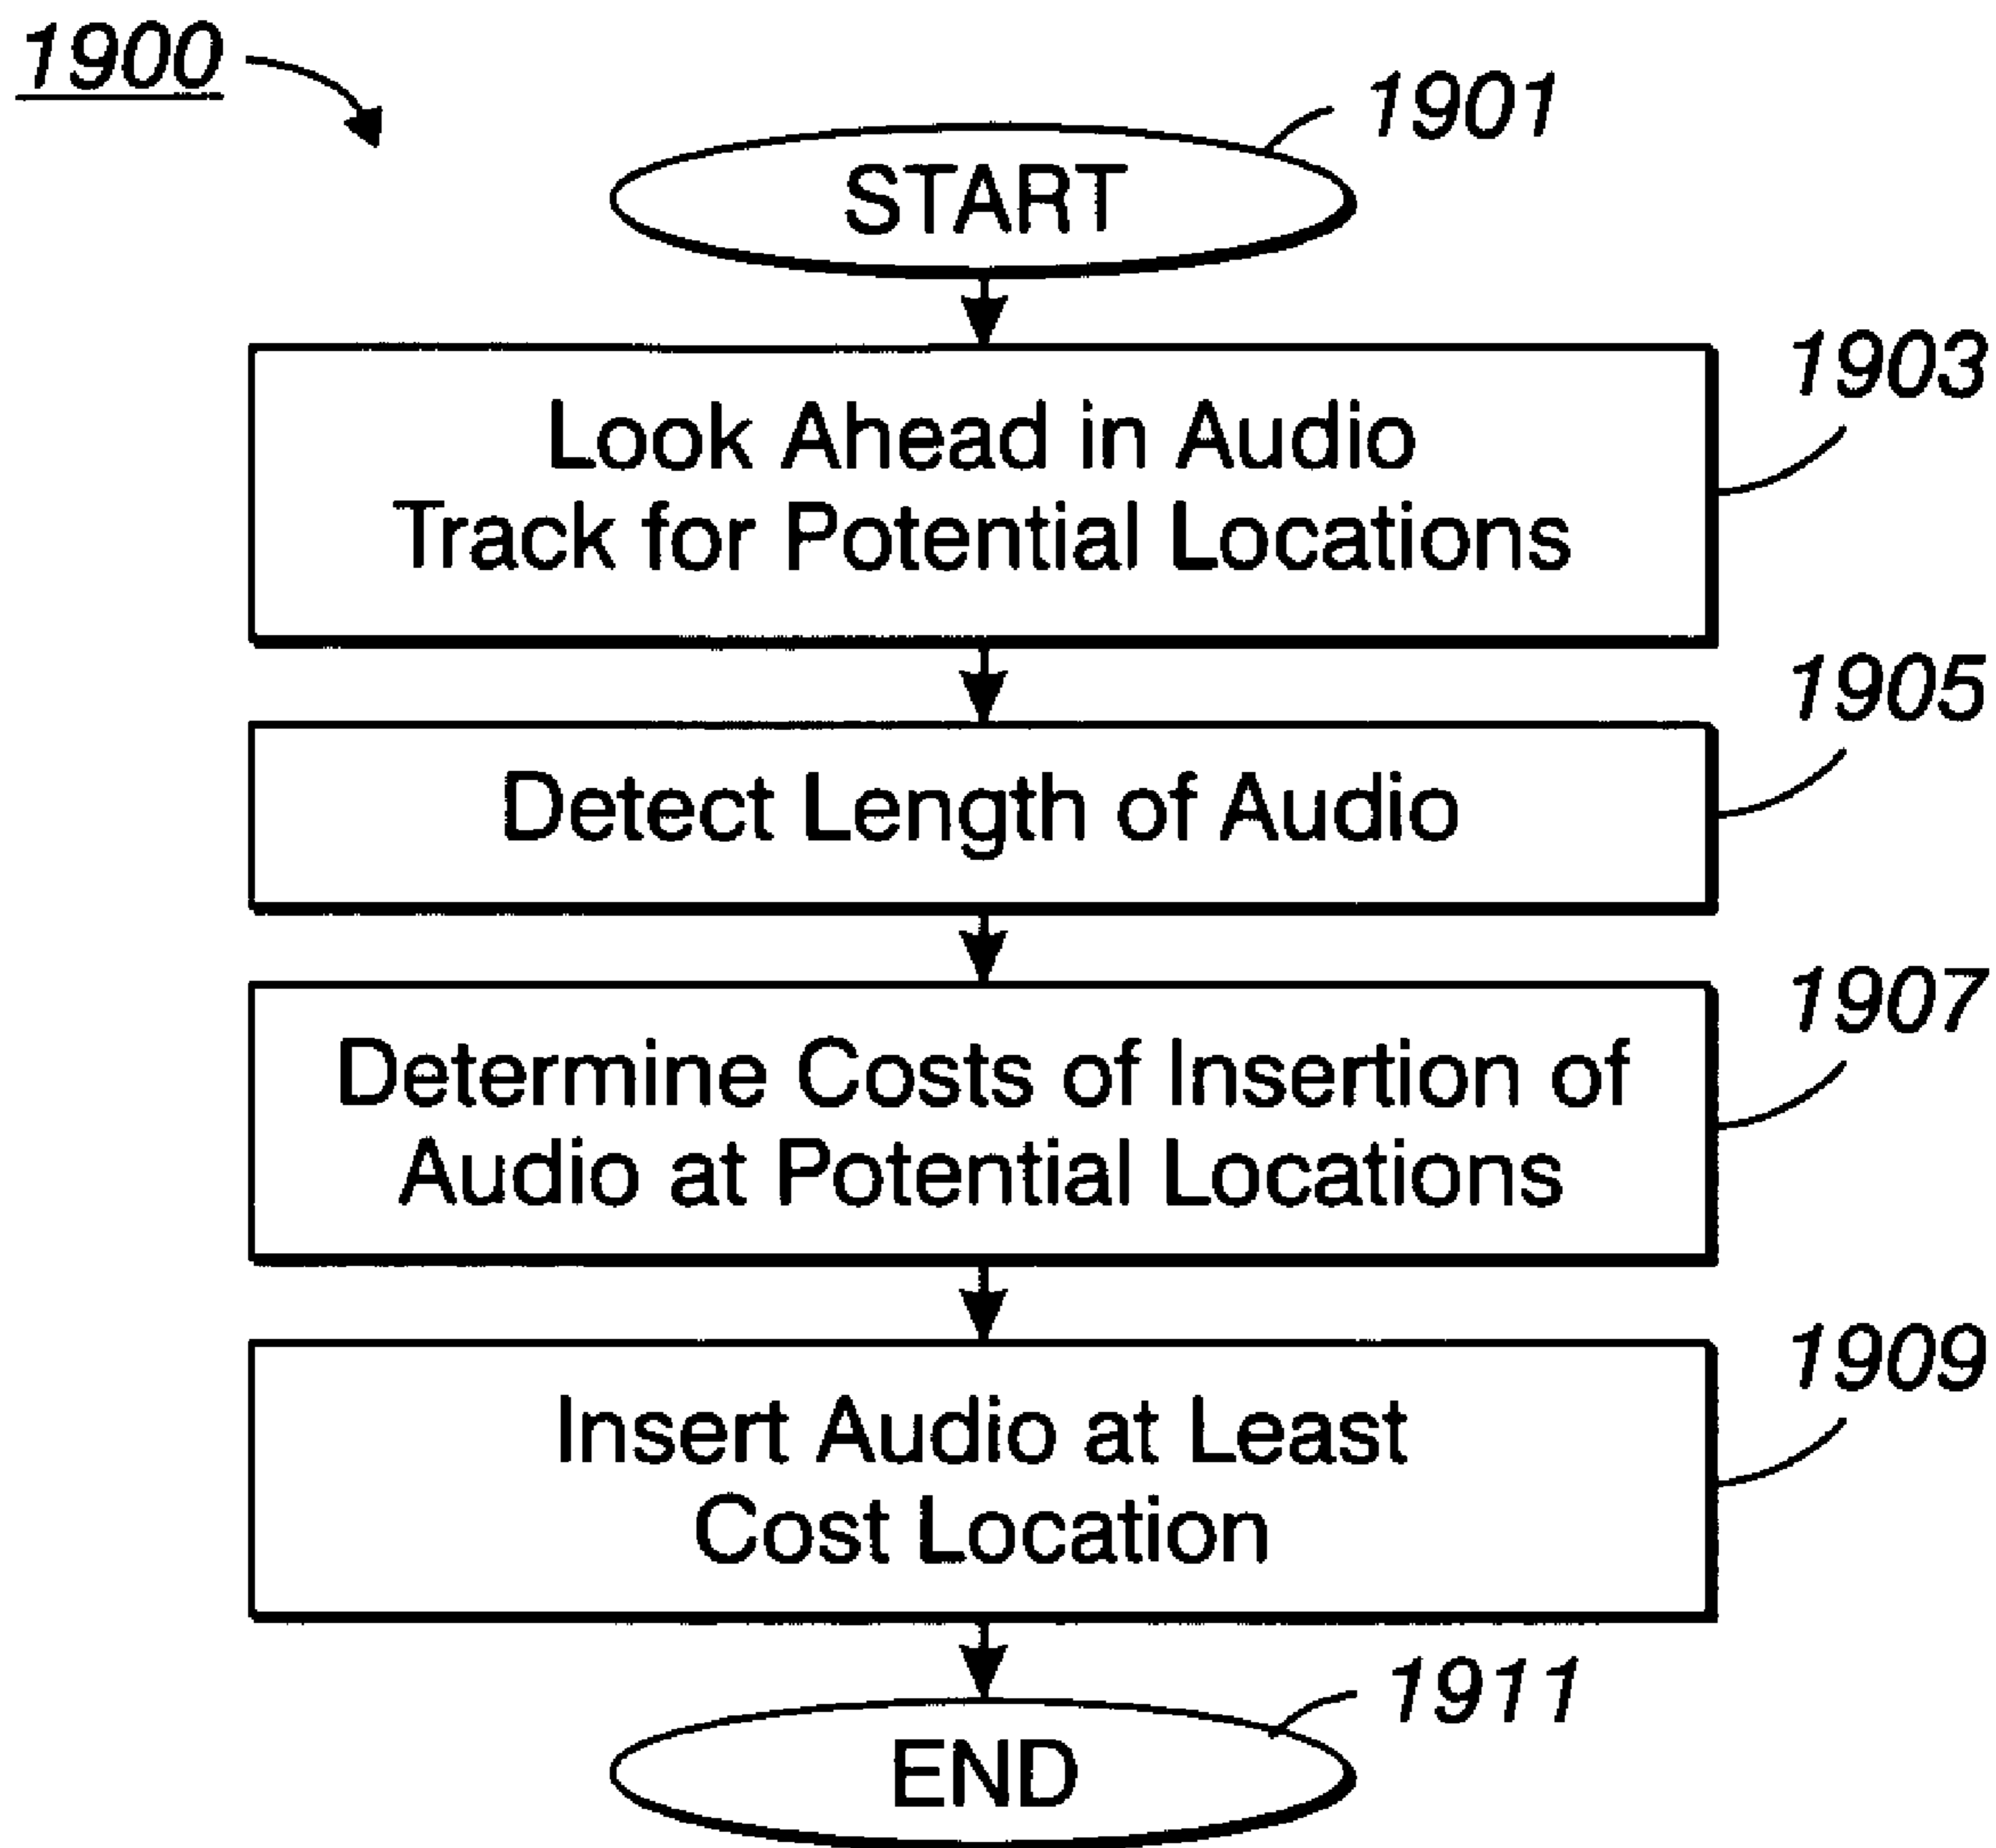 1900
1901
START
1903
Look Ahead in Audio
Track for Potential Locations
1905
Detect Length of Audio
1907
Determine Costs of Insertion of
Audio at Potential Locations
1909
Insert Audio at Least
Cost Location
1911
END